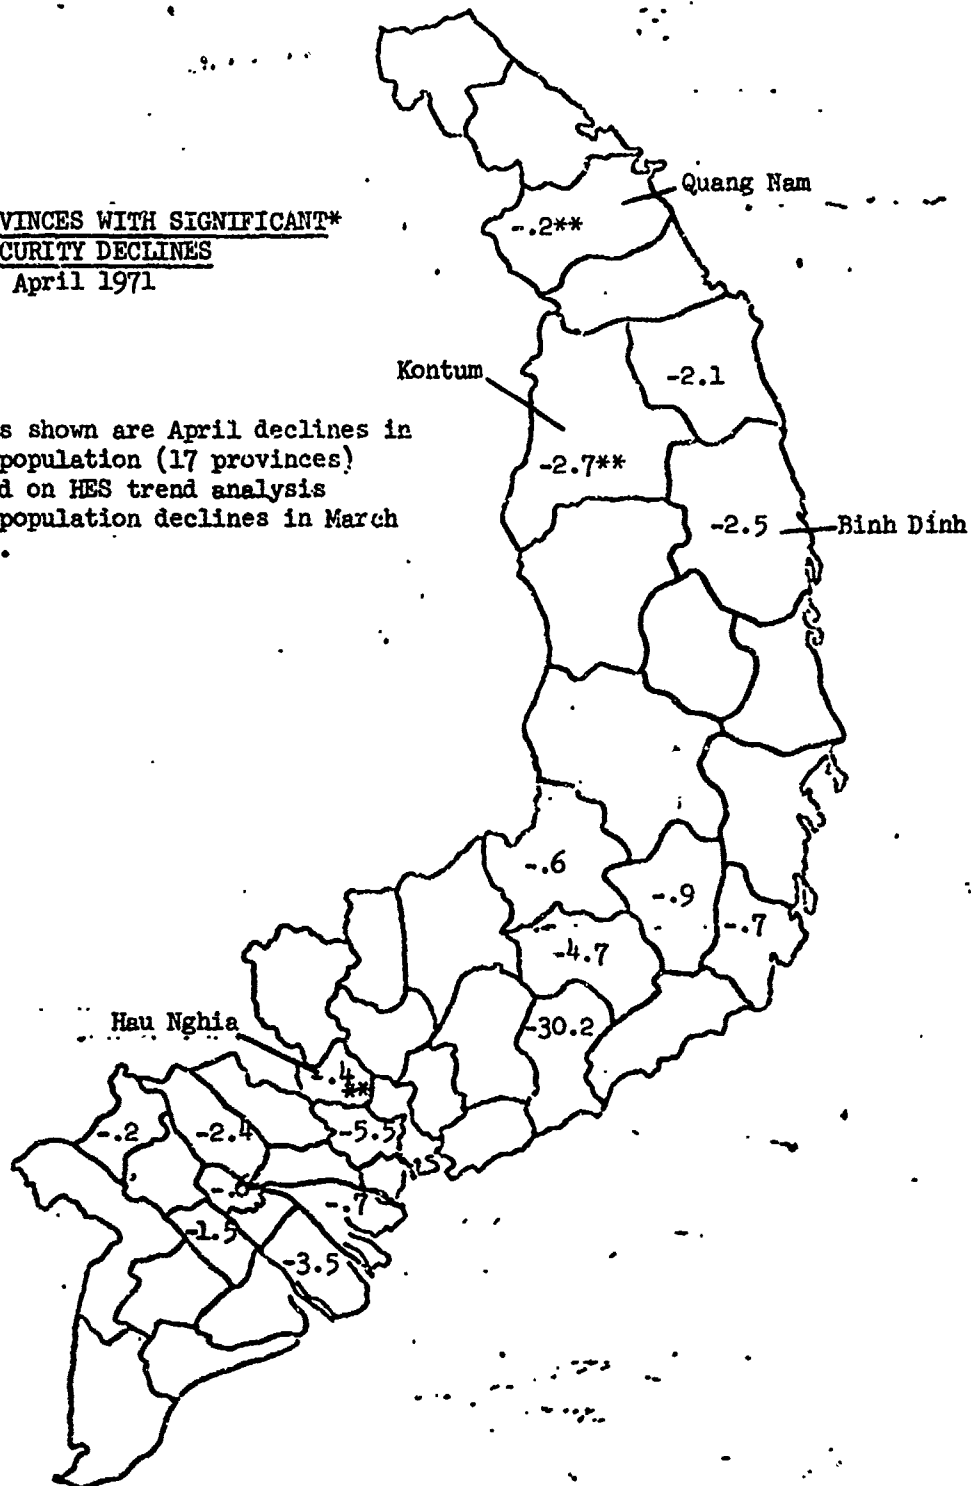 Quang Nam
VINCES WITH SIGNIFICANT*
CURITY DECLINES
-.2**
April 1971
Kontum
-2.1
s shown are April declines in
population (17 provinces)
d on HES trend analysis
-2.7**
population declines in March
-2.5
Binh Dinh
-.6
-.9
-.7
-4.7
Hau Nghia
-30.2
-.4
**
-.2
-2.4
-5.5
-.6
-.7
-1.5
-3.5